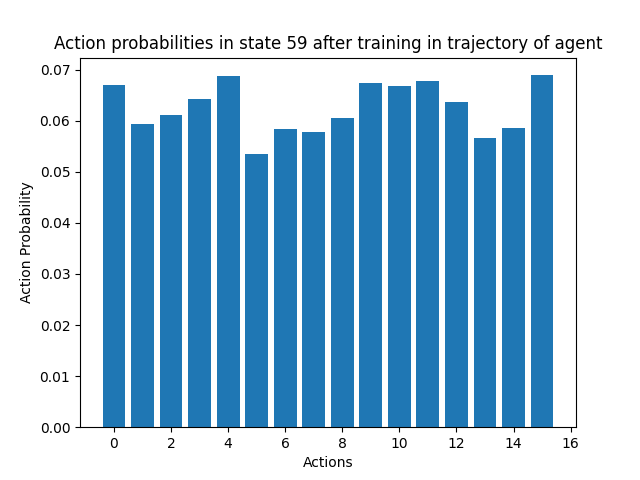 Action probabilities in state 59 after training in trajectory of agent
0.07
0.06
0.05
0.04
0.03
0.02
0.01
0.00
Action Probability
0 2 4 6 8 10 12 14 16
Actions